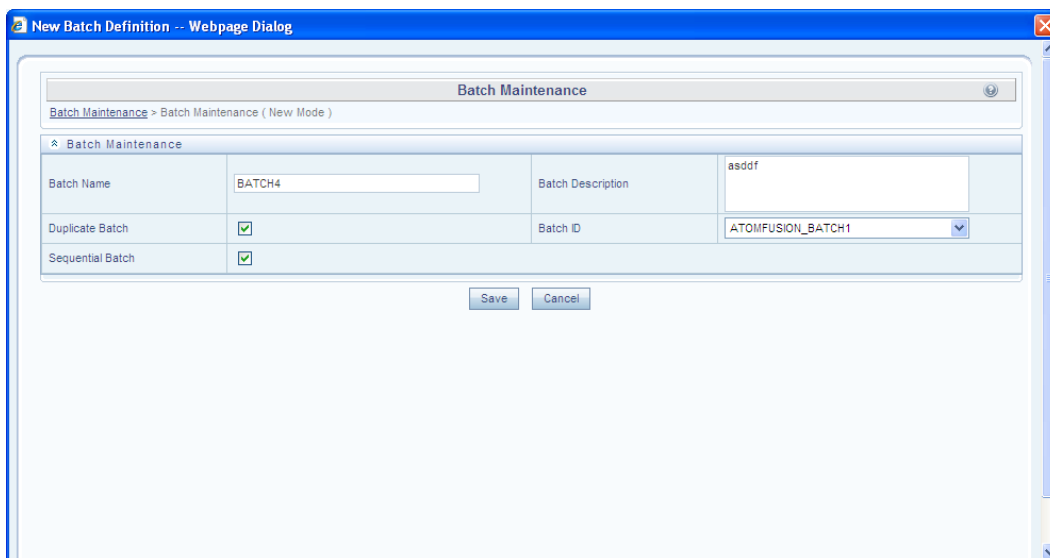 New Batch Definition -- Webpage Dialog
Batch Maintenance
Batch Maintenance > Batch Maintenance ( New Mode )
Batch Maintenance
Batch Name BATCH4 Batch Description asddf
Duplicate Batch Batch ID ATOMFUSION_BATCH1
Sequential Batch
Save Cancel